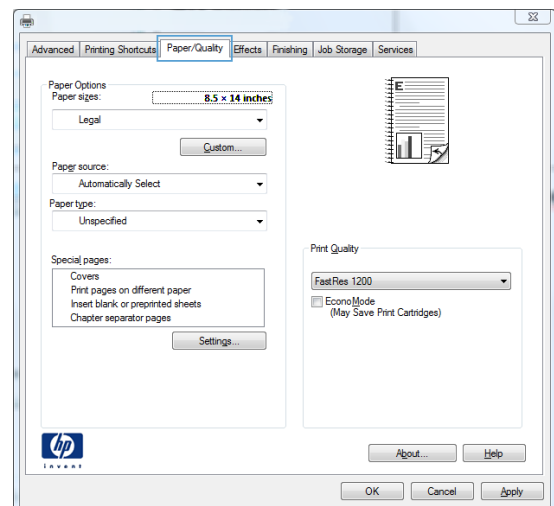 Advanced
Printing Shortcuts
Paper/Quality
Effects
Finishing
Job Storage
Services
Paper Options
Paper sizes:
8.5 × 14 inches
Legal
Custom...
Paper source:
Automatically Select
Paper type:
Unspecified
Special pages:
Covers
Print pages on different paper
Insert blank or preprinted sheets
Chapter separator pages
Settings...
E
Print Quality
FastRes 1200
EconoMode
(May Save Print Cartridges)
hp
invent
About...
Help
OK
Cancel
Apply